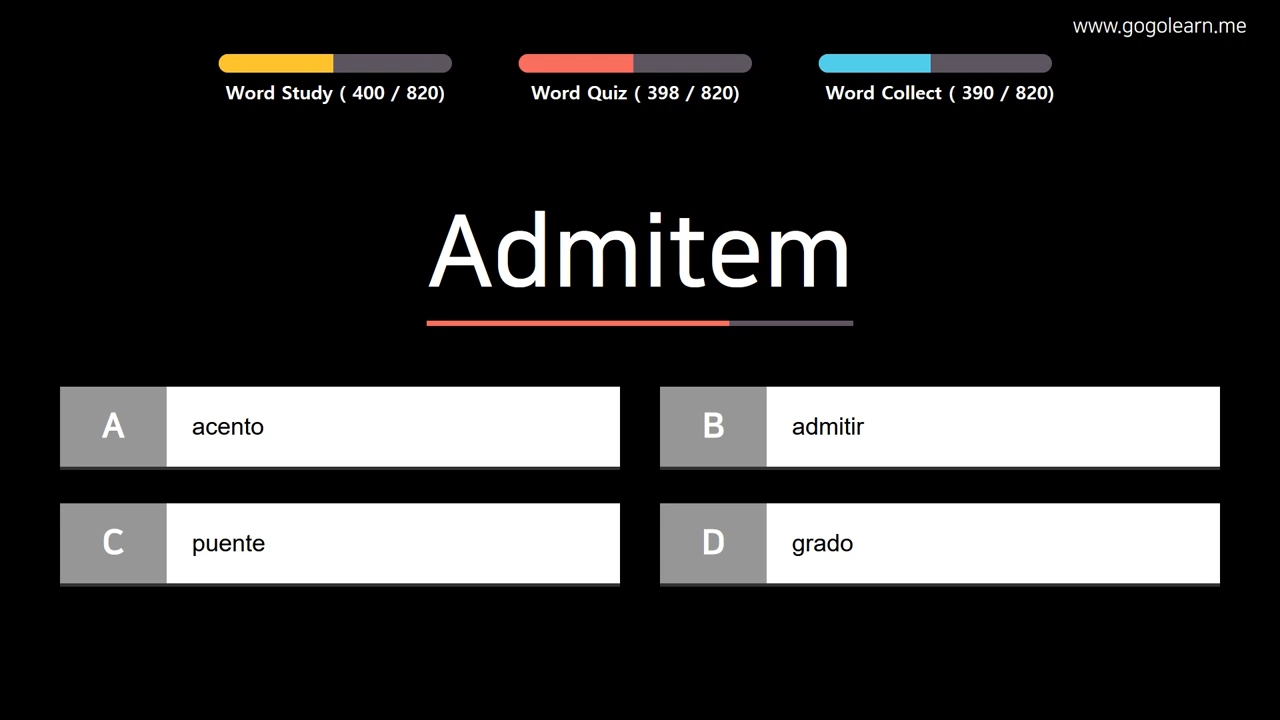 www.gogolearn.me
Word Study ( 400 / 820)
Word Quiz ( 398 / 820)
Word Collect ( 390 / 820)
Admitem
A acento
B admitir
C puente
D grado